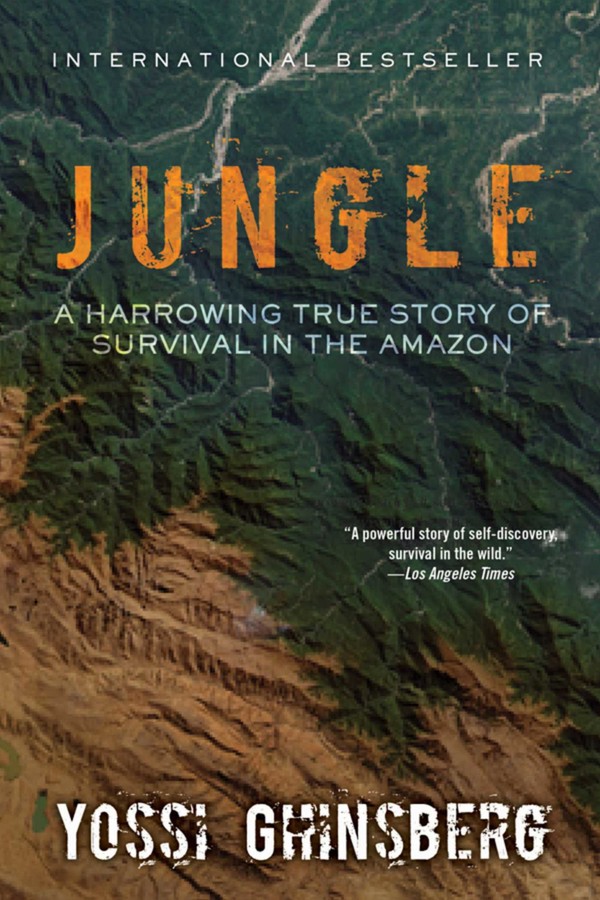 INTERNATIONAL BESTSELLER
JUNGLE
A HARROWING TRUE STORY OF
SURVIVAL IN THE AMAZON
“A powerful story of self-discovery,
survival in the wild.”
—Los Angeles Times
YOSSI GHINSBERG